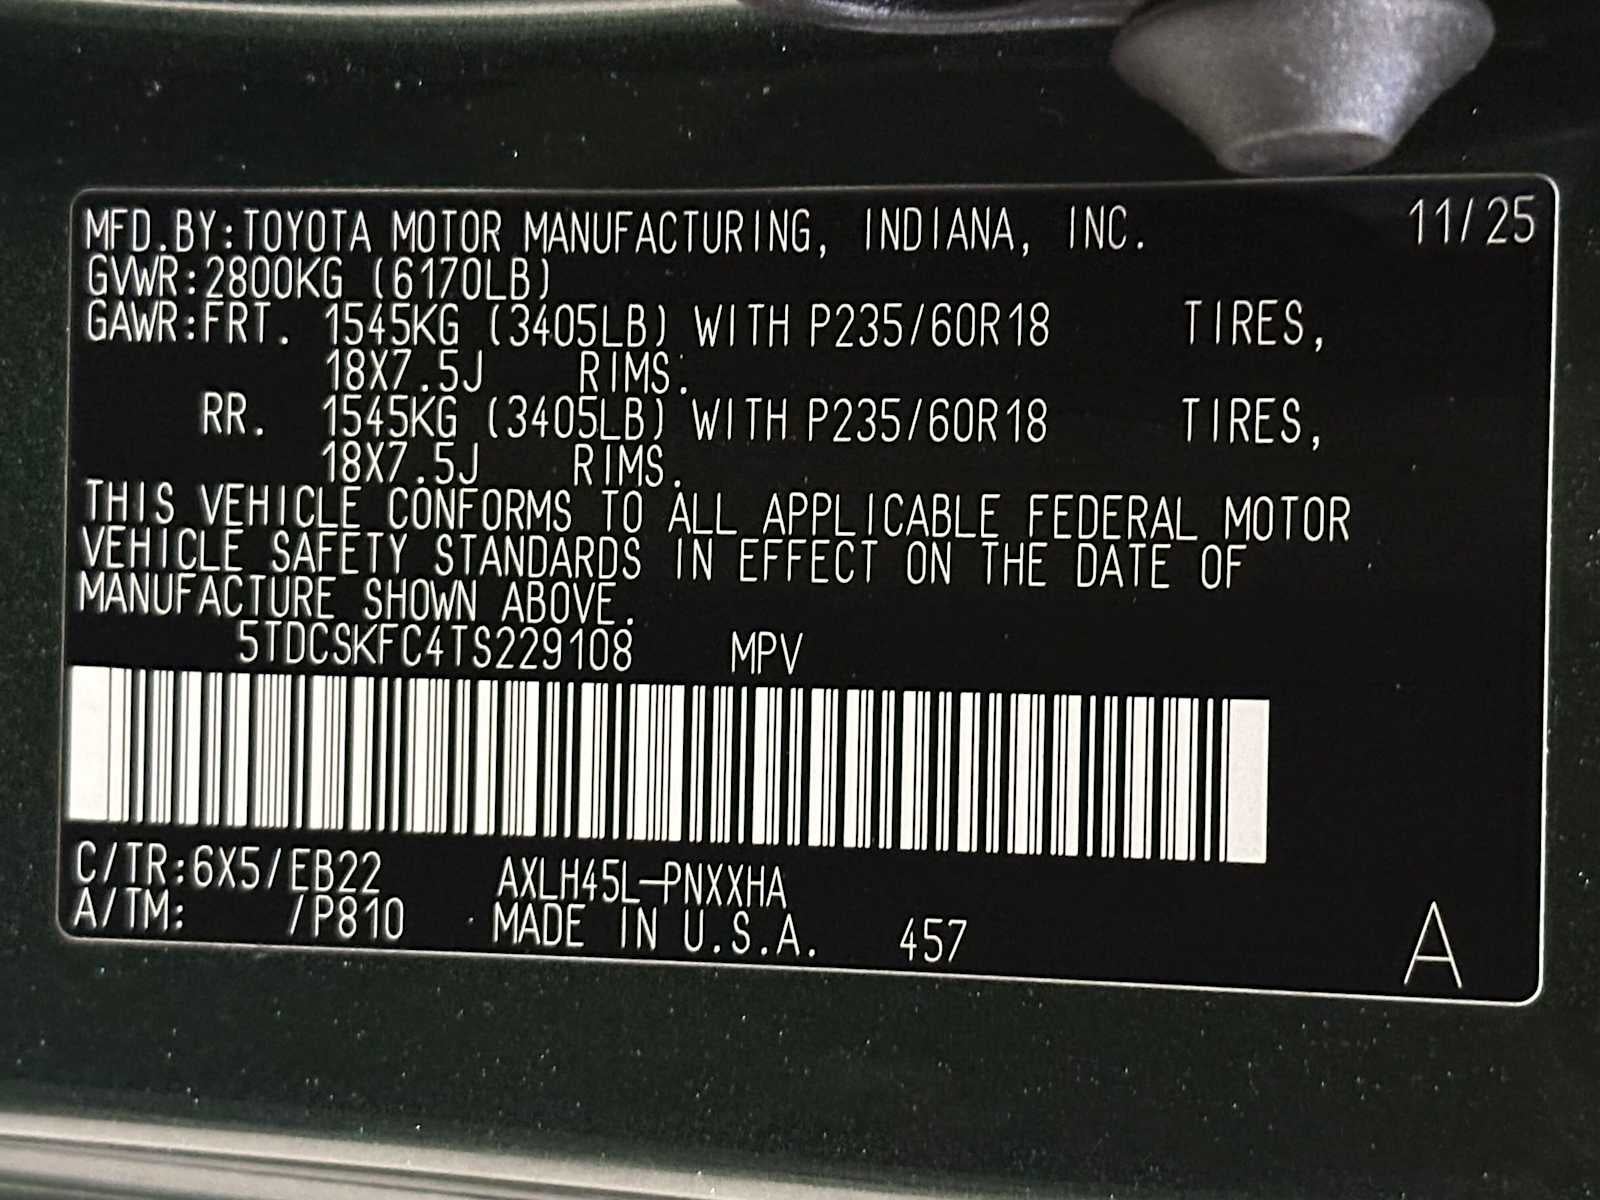 MFD.BY:TOYOTA MOTOR MANUFACTURING, INDIANA, INC. 11/25
GVWR:2800KG (6170LB)
GAWR:FRT. 1545KG (3405LB) WITH P235/60R18 TIRES,
18X7.5J RIMS.
RR. 1545KG (3405LB) WITH P235/60R18 TIRES,
18X7.5J RIMS.
THIS VEHICLE CONFORMS TO ALL APPLICABLE FEDERAL MOTOR
VEHICLE SAFETY STANDARDS IN EFFECT ON THE DATE OF
MANUFACTURE SHOWN ABOVE.
5TDCSKFC4TS229108 MPV
C/TR:6X5/EB22 AXLH45L-PNXXHA
A/TM: /P810 MADE IN U.S.A. 457 A